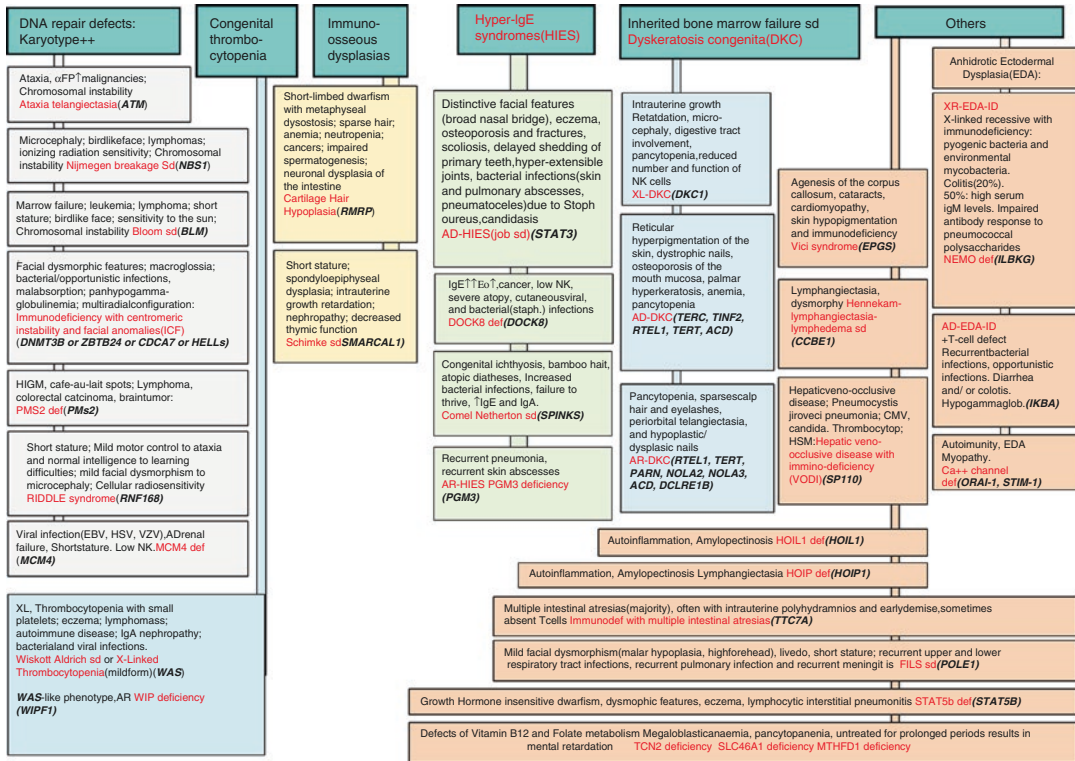 DNA repair defects:
Karyotype++
Ataxia, αFP↑malignancies;
Chromosomal instability
Ataxia telangiectasia(ATM)
Microcephaly; birdlikeface; lymphomas;
ionizing radiation sensitivity; Chromosomal
instability Nijmegen breakage Sd(NBS1)
Marrow failure; leukemia; lymphoma; short
stature; birdlike face; sensitivity to the sun;
Chromosomal instability Bloom sd(BLM)
Facial dysmorphic features; macroglossia;
bacterial/opportunistic infections,
malabsorption; panhypogamma-
globulinemia; multiradialconfiguration:
Immunodeficiency with centromeric
instability and facial anomalies(ICF)
(DNMT3B or ZBTB24 or CDCA7 or HELLs)
HIGM, cafe-au-lait spots; Lymphoma,
colorectal catcinoma, braintumor:
PMS2 def(PMs2)
Short stature; Mild motor control to ataxia
and normal intelligence to learning
difficulties; mild facial dysmorphism to
microcephaly; Cellular radiosensitivity
RIDDLE syndrome(RNF168)
Viral infection(EBV, HSV, VZV),ADrenal
failure, Shortstature. Low NK.MCM4 def
(MCM4)
Congenital
thrombo-
cytopenia
XL, Thrombocytopenia with small
platelets; eczema; lymphomass;
autoimmune disease; IgA nephropathy;
bacterialand viral infections.
Wiskott Aldrich sd or X-Linked
Thrombocytopenia(mildform)(WAS)
WAS-like phenotype,AR WIP deficiency
(WIPF1)
Immuno-
osseous
dysplasias
Short-limbed dwarfism
with metaphyseal
dysostosis; sparse hair;
anemia; neutropenia;
cancers; impaired
spermatogenesis;
neuronal dysplasia of
the intestine
Cartilage Hair
Hypoplasia(RMRP)
Short stature;
spondyloepiphyseal
dysplasia; intrauterine
growth retardation;
nephropathy; decreased
thymic function
Schimke sdSMARCAL1)
Hyper-IgE
syndromes(HIES)
Distinctive facial features
(broad nasal bridge), eczema,
osteoporosis and fractures,
scoliosis, delayed shedding of
primary teeth,hyper-extensible
joints, bacterial infections(skin
and pulmonary abscesses,
pneumatoceles)due to Stoph
oureus,candidasis
AD-HIES(job sd)(STAT3)
IgE↑↑Eo↑,cancer, low NK,
severe atopy, cutaneousviral,
and bacterial(staph.) infections
DOCK8 def(DOCK8)
Congenital ichthyosis, bamboo hait,
atopic diatheses, Increased
bacterial infections, failure to
thrive, ↑IgE and IgA.
Comel Netherton sd(SPINKS)
Recurrent pneumonia,
recurrent skin abscesses
AR-HIES PGM3 deficiency
(PGM3)
Inherited bone marrow failure sd
Dyskeratosis congenita(DKC)
Intrauterine growth
Retatdation, micro-
cephaly, digestive tract
involvement,
pancytopenia,reduced
number and function of
NK cells
XL-DKC(DKC1)
Reticular
hyperpigmentation of the
skin, dystrophic nails,
osteoporosis of the
mouth mucosa, palmar
hyperkeratosis, anemia,
pancytopenia
AD-DKC(TERC, TINF2,
RTEL1, TERT, ACD)
Pancytopenia, sparsescalp
hair and eyelashes,
periorbital telangiectasia,
and hypoplastic/
dysplasic nails
AR-DKC(RTEL1, TERT,
PARN, NOLA2, NOLA3,
ACD, DCLRE1B)
Others
Agenesis of the corpus
callosum, cataracts,
cardiomyopathy,
skin hypopigmentation
and immunodeficiency
Vici syndrome(EPGS)
Lymphangiectasia,
dysmorphy Hennekam-
lymphangiectasia-
lymphedema sd
(CCBE1)
Hepaticveno-occlusive
disease; Pneumocystis
jiroveci pneumonia; CMV,
candida. Thrombocytop;
HSM:Hepatic veno-
occlusive disease with
immino-deficiency
(VODI)(SP110)
Anhidrotic Ectodermal
Dysplasia(EDA):
XR-EDA-ID
X-linked recessive with
immunodeficiency:
pyogenic bacteria and
environmental
mycobacteria.
Colitis(20%).
50%: high serum
igM levels. Impaired
antibody response to
pneumococcal
polysaccharides
NEMO def(ILBKG)
AD-EDA-ID
+T-cell defect
Recurrentbacterial
infections, opportunistic
infections. Diarrhea
and/ or colotis.
Hypogammaglob.(IKBA)
Autoimunity, EDA
Myopathy.
Ca++ channel
def(ORAI-1, STIM-1)
Autoinflammation, Amylopectinosis HOIL1 def(HOIL1)
Autoinflammation, Amylopectinosis Lymphangiectasia HOIP def(HOIP1)
Multiple intestinal atresias(majority), often with intrauterine polyhydramnios and earlydemise,sometimes
absent Tcells Immunodef with multiple intestinal atresias(TTC7A)
Mild facial dysmorphism(malar hypoplasia, highforehead), livedo, short stature; recurrent upper and lower
respiratory tract infections, recurrent pulmonary infection and recurrent meningit is FILS sd(POLE1)
Growth Hormone insensitive dwarfism, dysmophic features, eczema, lymphocytic interstitial pneumonitis STAT5b def(STAT5B)
Defects of Vitamin B12 and Folate metabolism Megaloblasticanaemia, pancytopanenia, untreated for prolonged periods results in
mental retardation TCN2 deficiency SLC46A1 deficiency MTHFD1 deficiency